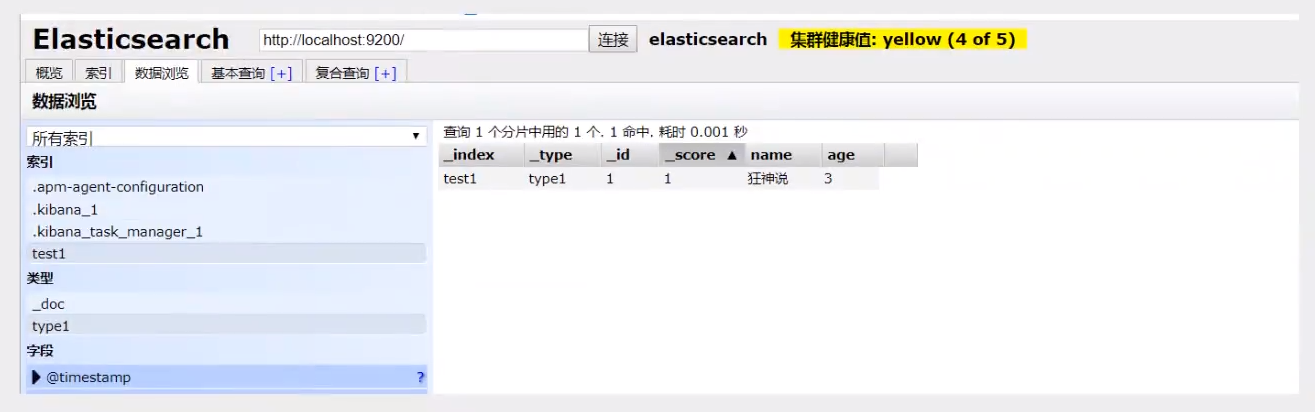 Elasticsearch http://localhost:9200/ 连接 elasticsearch 集群健康值: yellow (4 of 5)
概览 索引 数据浏览 基本查询 [+] 复合查询 [+]
数据浏览
所有索引 ▼
索引
.apm-agent-configuration
.kibana_1
.kibana_task_manager_1
test1
类型
_doc
type1
字段
▶ @timestamp ?
查询 1 个分片中用的 1 个. 1 命中. 耗时 0.001 秒
_index _type _id _score ▲ name age
test1 type1 1 1 狂神说 3